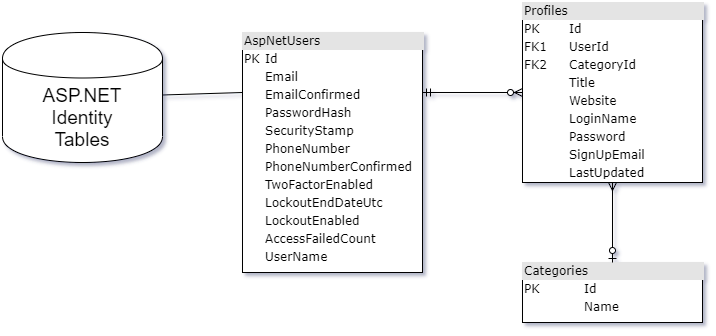 ASP.NET
Identity
Tables
AspNetUsers
PK Id
Email
EmailConfirmed
PasswordHash
SecurityStamp
PhoneNumber
PhoneNumberConfirmed
TwoFactorEnabled
LockoutEndDateUtc
LockoutEnabled
AccessFailedCount
UserName
Profiles
PK Id
FK1 UserId
FK2 CategoryId
Title
Website
LoginName
Password
SignUpEmail
LastUpdated
Categories
PK Id
Name